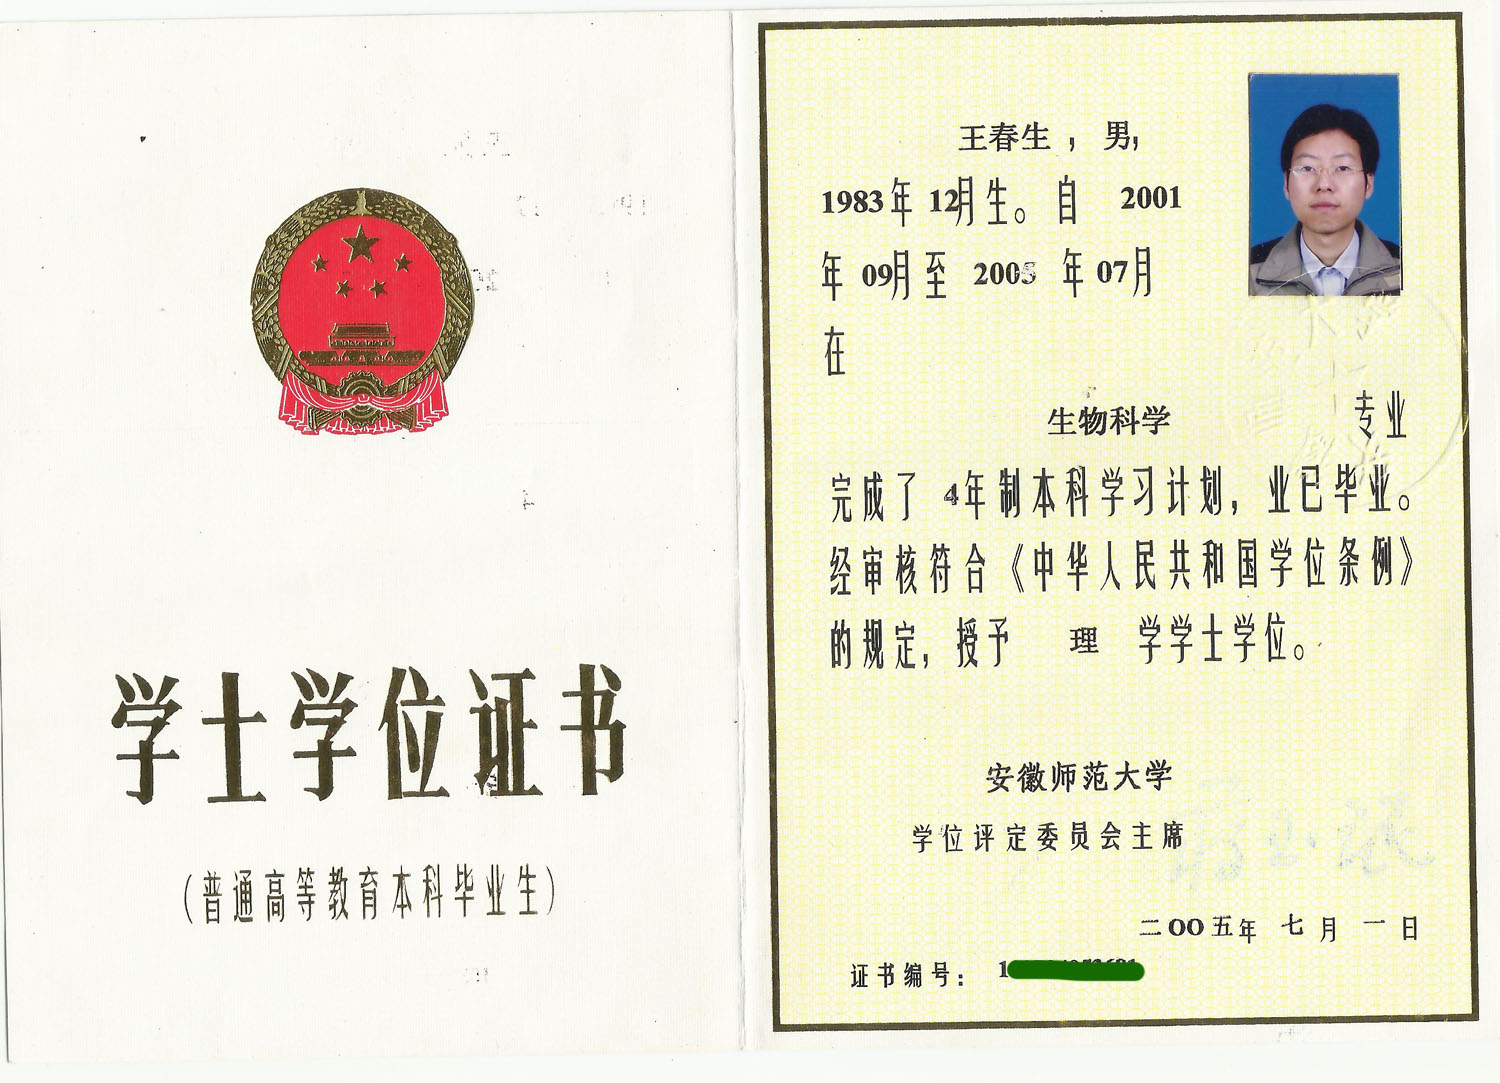 学士学位证书
（普通高等教育本科毕业生）
王春生，男，
1983年 12月生。自 2001
年 09月至 2005 年 07月
在
生物科学 专业
完成了 4年制本科学习计划，业已毕业。
经审核符合《中华人民共和国学位条例》
的规定，授予 理 学学士学位。
安徽师范大学
学位评定委员会主席
二〇〇五年 七月 一日
证书编号：